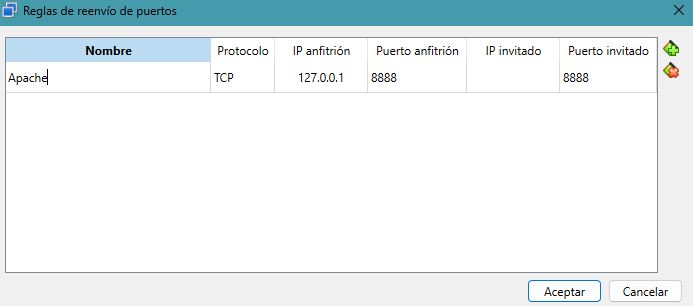 Reglas de reenvío de puertos
Nombre Protocolo IP anfitrión Puerto anfitrión IP invitado Puerto invitado
Apache TCP 127.0.0.1 8888 8888
Aceptar Cancelar